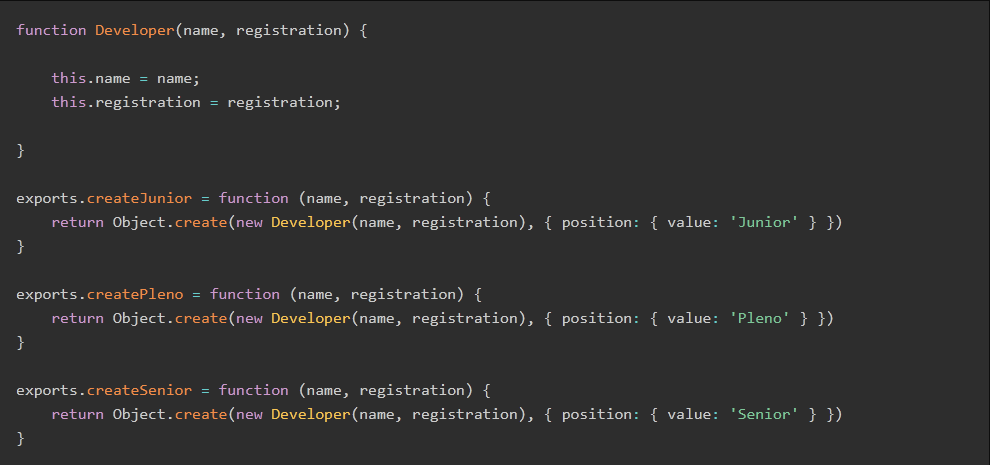 function Developer(name, registration) {
    this.name = name;
    this.registration = registration;
}
exports.createJunior = function (name, registration) {
    return Object.create(new Developer(name, registration), { position: { value: 'Junior' } })
}
exports.createPleno = function (name, registration) {
    return Object.create(new Developer(name, registration), { position: { value: 'Pleno' } })
}
exports.createSenior = function (name, registration) {
    return Object.create(new Developer(name, registration), { position: { value: 'Senior' } })
}